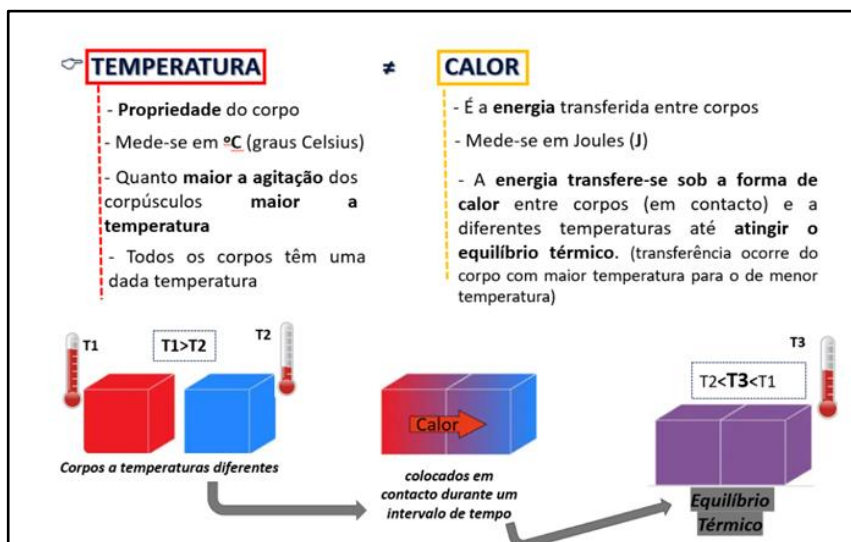 ☞ TEMPERATURA
- Propriedade do corpo
- Mede-se em ºC (graus Celsius)
- Quanto maior a agitação dos
corpúsculos maior a
temperatura
- Todos os corpos têm uma
dada temperatura
≠
CALOR
- É a energia transferida entre corpos
- Mede-se em Joules (J)
- A energia transfere-se sob a forma de
calor entre corpos (em contacto) e a
diferentes temperaturas até atingir o
equilíbrio térmico. (transferência ocorre do
corpo com maior temperatura para o de menor
temperatura)
T1
T1>T2
T2
Corpos a temperaturas diferentes
Calor
colocados em
contacto durante um
intervalo de tempo
T3
T2<T3<T1
Equilíbrio
Térmico